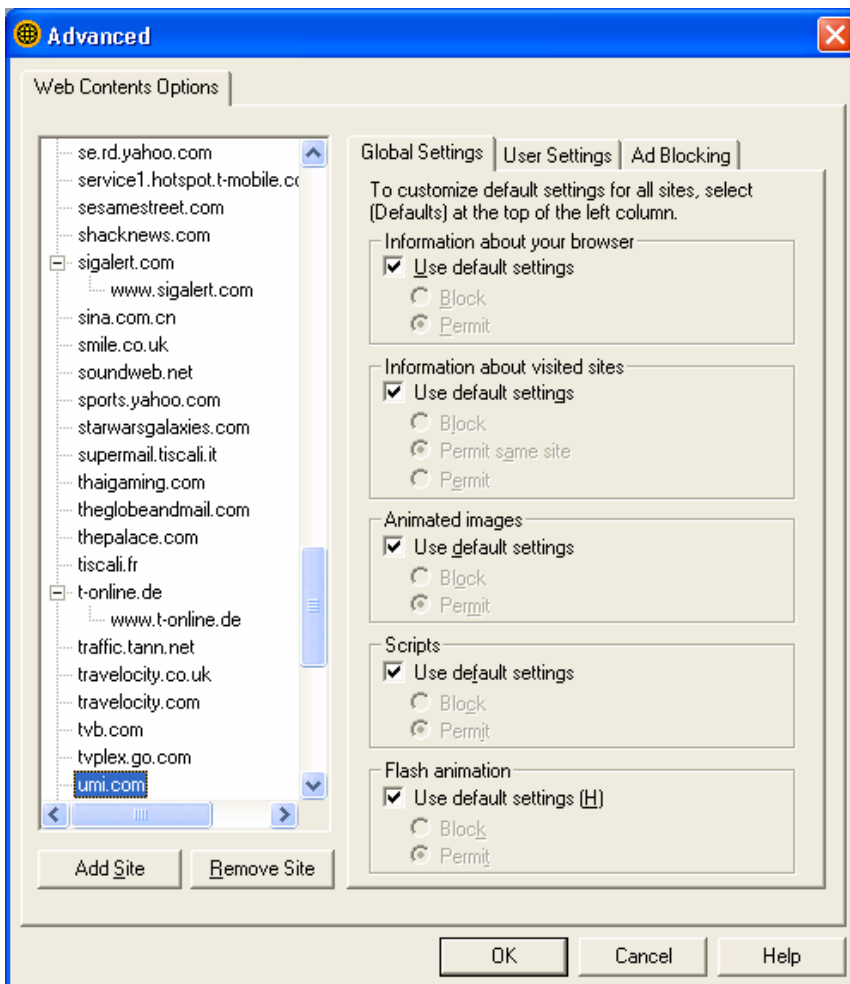 Advanced
Web Contents Options
se.rd.yahoo.com
service1.hotspot.t-mobile.co
sesamestreet.com
shacknews.com
sigalert.com
www.sigalert.com
sina.com.cn
smile.co.uk
soundweb.net
sports.yahoo.com
starwarsgalaxies.com
supermail.tiscali.it
thaigaming.com
theglobeandmail.com
thepalace.com
tiscali.fr
t-online.de
www.t-online.de
traffic.tann.net
travelocity.co.uk
travelocity.com
tvb.com
tvplex.go.com
umi.com
Add Site
Remove Site
Global Settings
User Settings
Ad Blocking
To customize default settings for all sites, select
(Defaults) at the top of the left column.
Information about your browser
Use default settings
Block
Permit
Information about visited sites
Use default settings
Block
Permit same site
Permit
Animated images
Use default settings
Block
Permit
Scripts
Use default settings
Block
Permit
Flash animation
Use default settings (H)
Block
Permit
OK
Cancel
Help